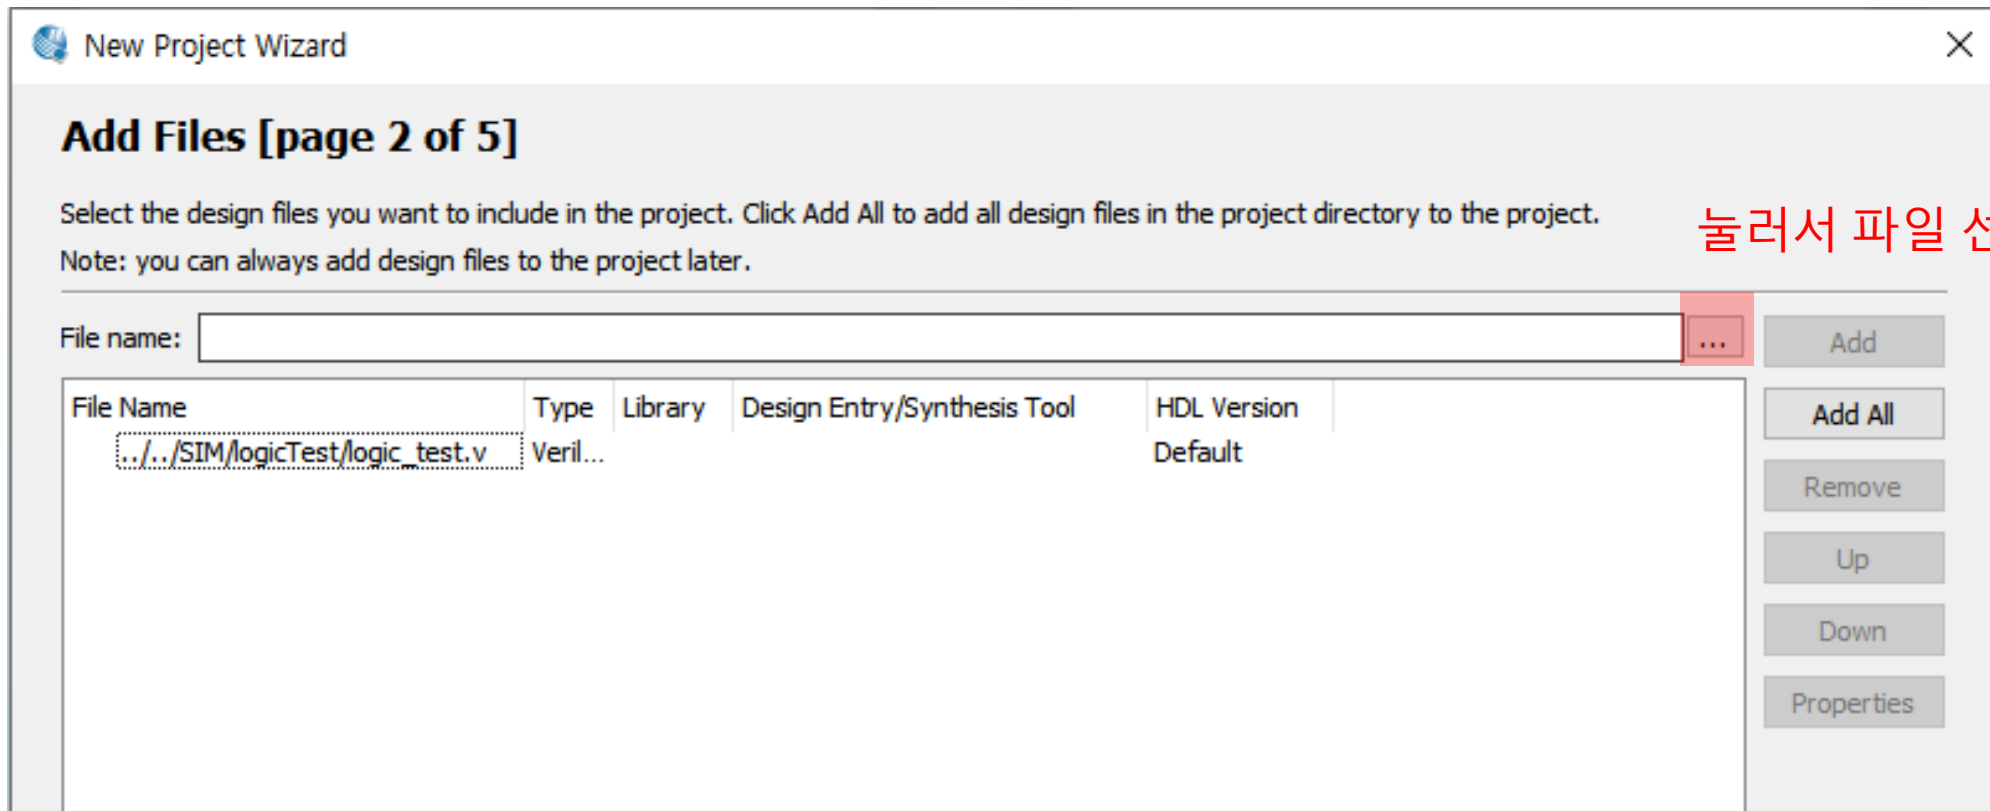 New Project Wizard
Add Files [page 2 of 5]
Select the design files you want to include in the project. Click Add All to add all design files in the project directory to the project.
눌러서 파일
Note: you can always add design files to the project later.
File name: ... Add
File Name Type Library Design Entry/Synthesis Tool HDL Version Add All
../../SIM/logicTest/logic_test.v Veril... Default
Remove
Up
Down
Properties